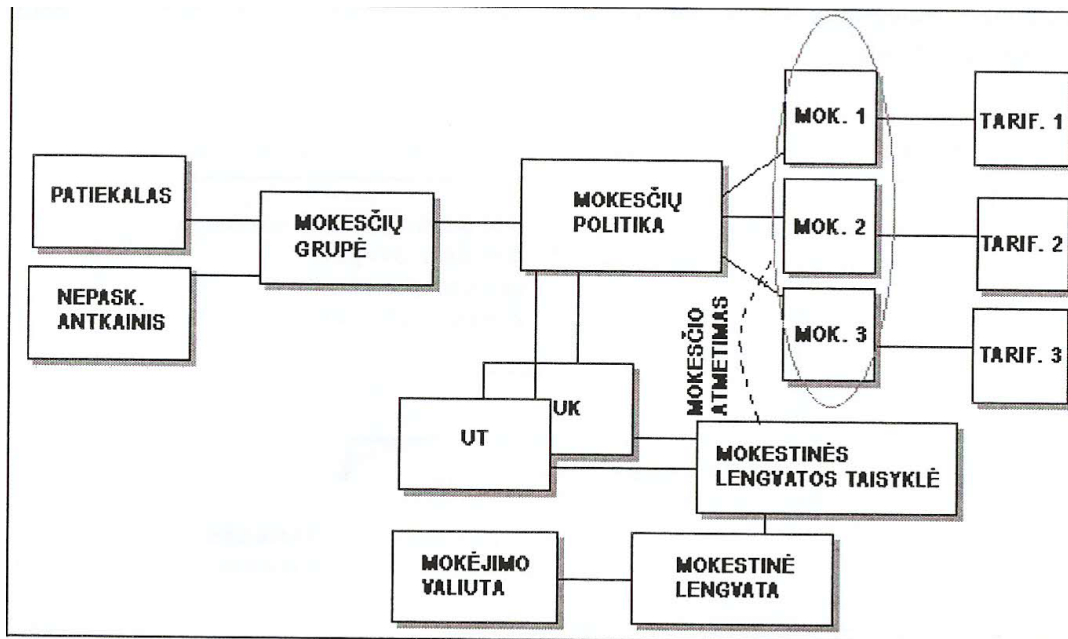 PATIEKALAS
NEPASK.
ANTKAINIS
MOKESČIŲ
GRUPĖ
MOKESČIŲ
POLITIKA
MOK. 1
MOK. 2
MOK. 3
TARIF. 1
TARIF. 2
TARIF. 3
MOKESČIO
ATMETIMAS
UK
UT
MOKESTINĖS
LENGVATOS TAISYKLĖ
MOKĖJIMO
VALIUTA
MOKESTINĖ
LENGVATA